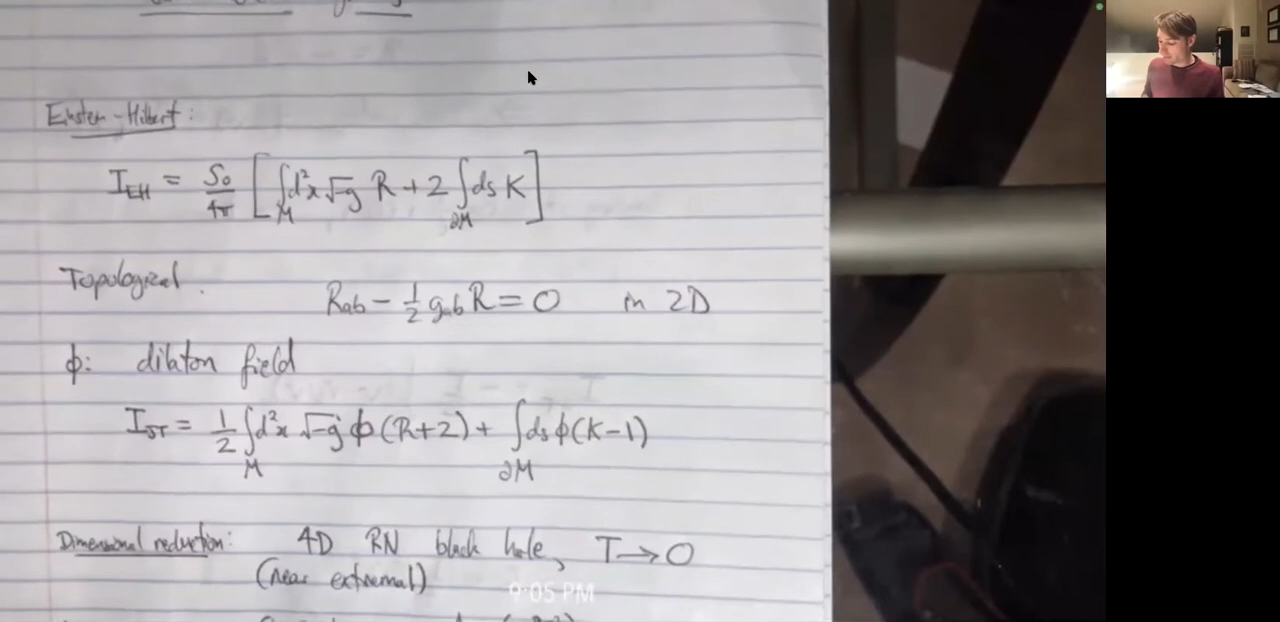 Einstein-Hilbert:
I_EH = S₀/4π [∫_M d²x √-g R + 2 ∫_∂M ds K]
Topological.
R_ab - 1/2 g_ab R = 0 in 2D
ϕ: dilaton field
I_JT = 1/2 ∫_M d²x √-g ϕ(R+2) + ∫_∂M ds ϕ(K-1)
Dimensional reduction: 4D RN black hole, T→0
(near extremal)
9:05 PM